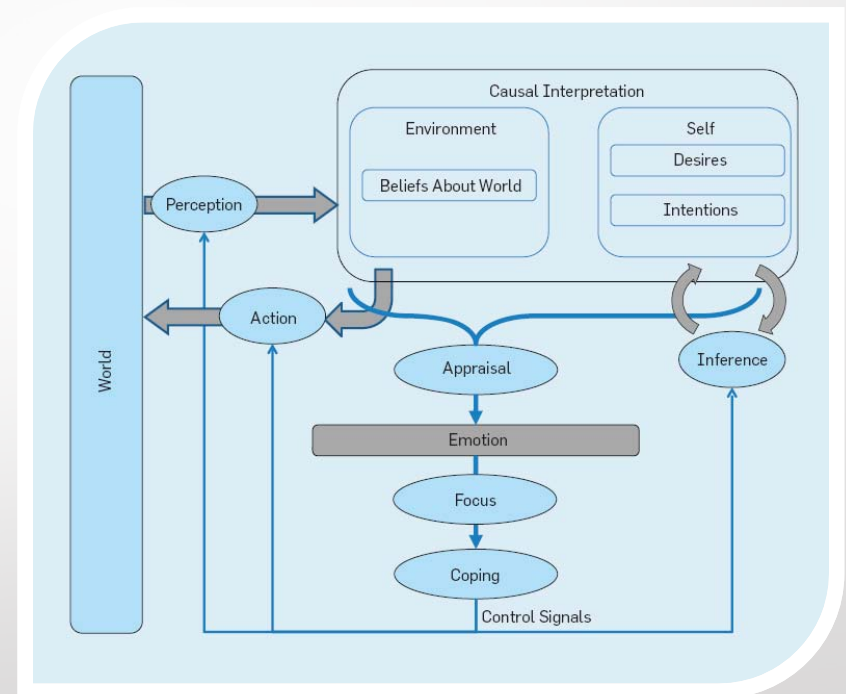 Causal Interpretation
Environment
Self
Beliefs About World
Desires
Intentions
Perception
Action
World
Appraisal
Inference
Emotion
Focus
Coping
Control Signals